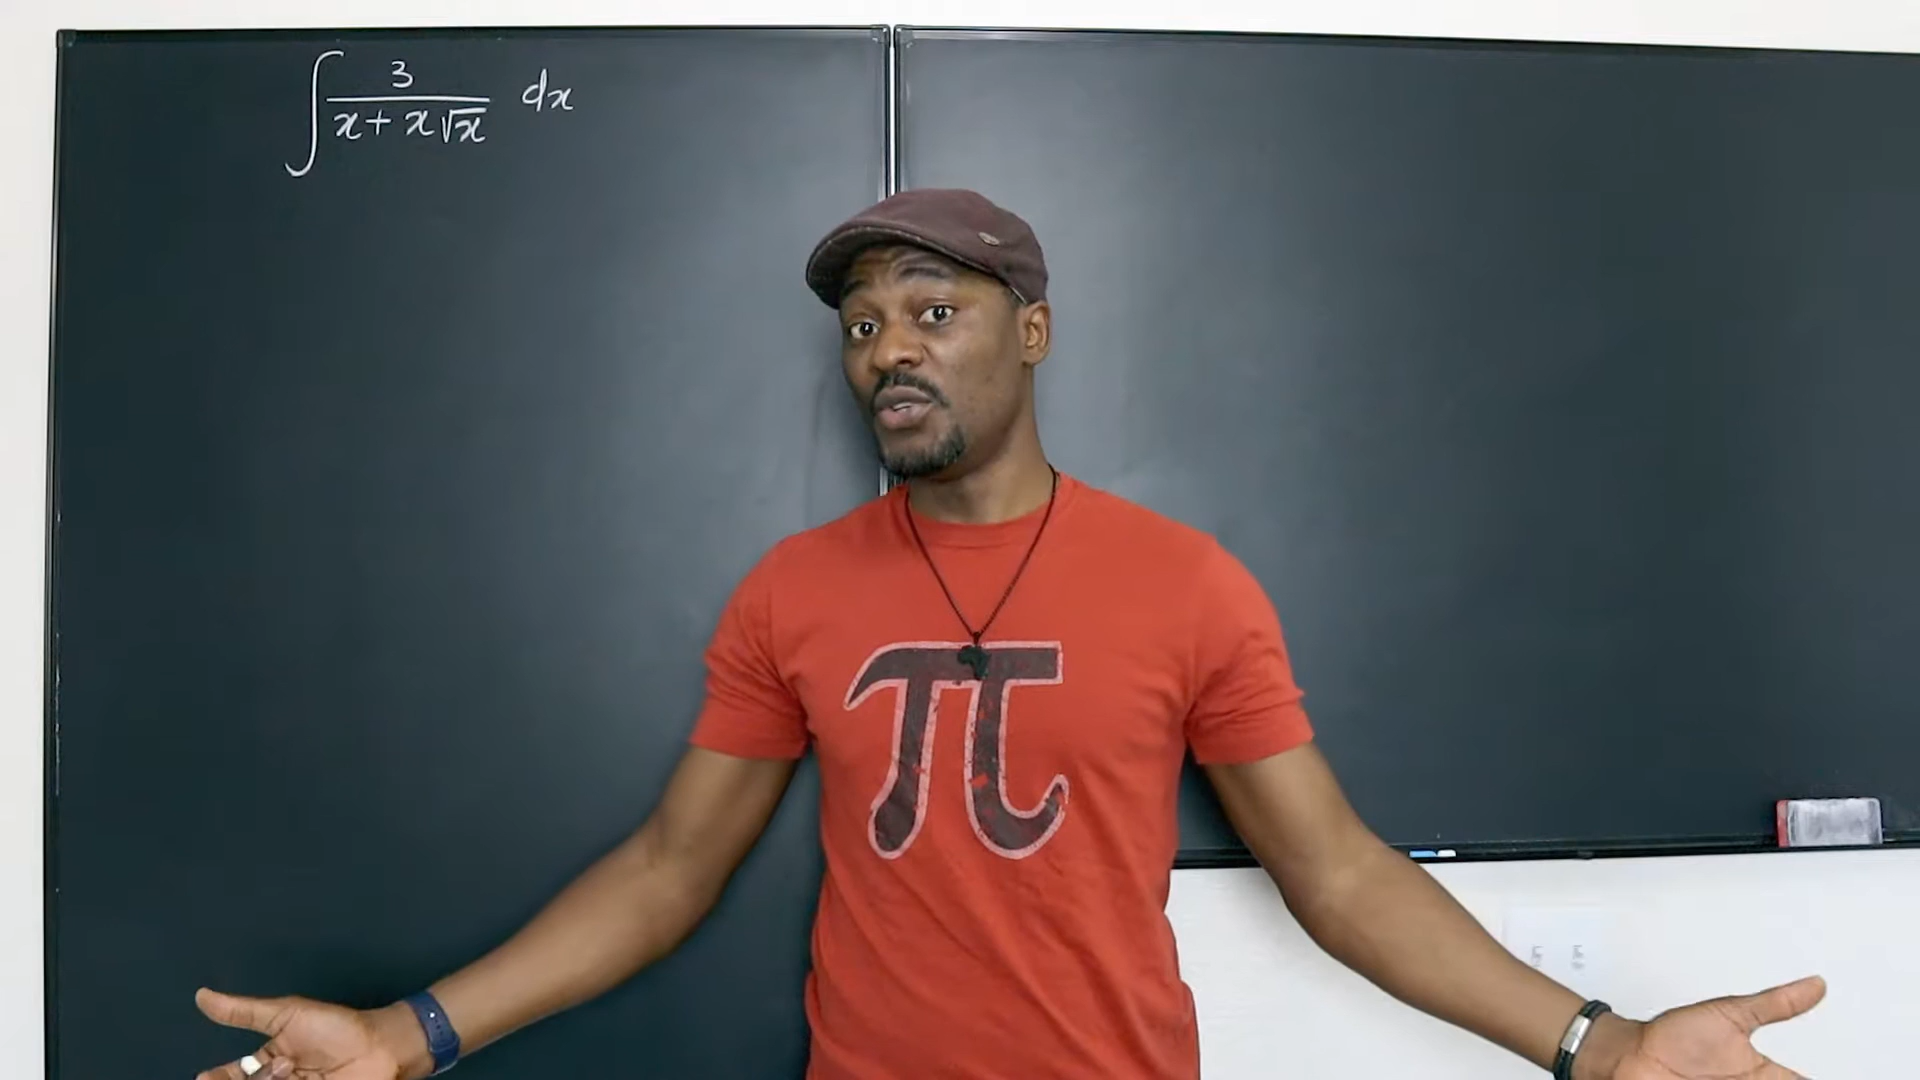 ∫ 3/(x + x√x) dx
π